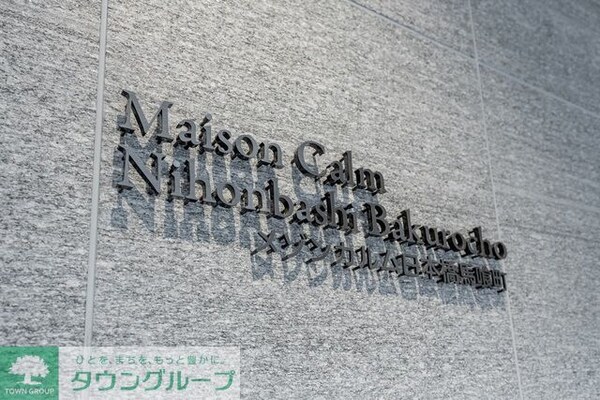 Maison Calm
Nihonbashi Bakurocho
メゾンカルム日本橋馬喰町
ひとを、まちを、もっと豊かに。
タウングループ
TOWN GROUP